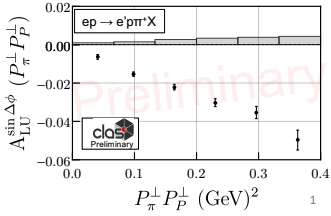 0.02
0.00
−0.02
−0.04
−0.06
A_LU^{sin Δϕ} (P_π^⊥ P_P^⊥)
ep → e'pπ⁺X
Preliminary
clas
Preliminary
0.0 0.1 0.2 0.3 0.4
P_π^⊥ P_P^⊥ (GeV)²
1